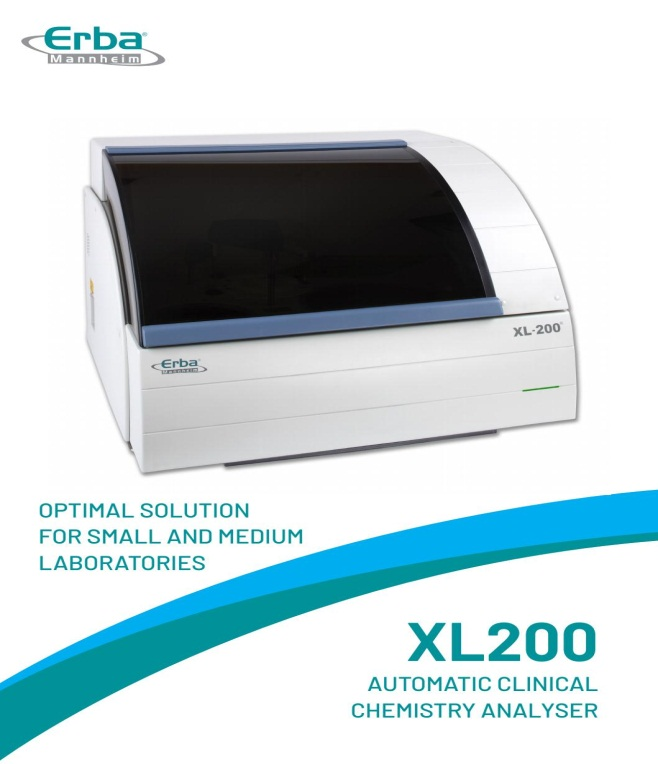 Erba®
Mannheim
XL-200®
Erba®
Mannheim
OPTIMAL SOLUTION
FOR SMALL AND MEDIUM
LABORATORIES
XL200
AUTOMATIC CLINICAL
CHEMISTRY ANALYSER